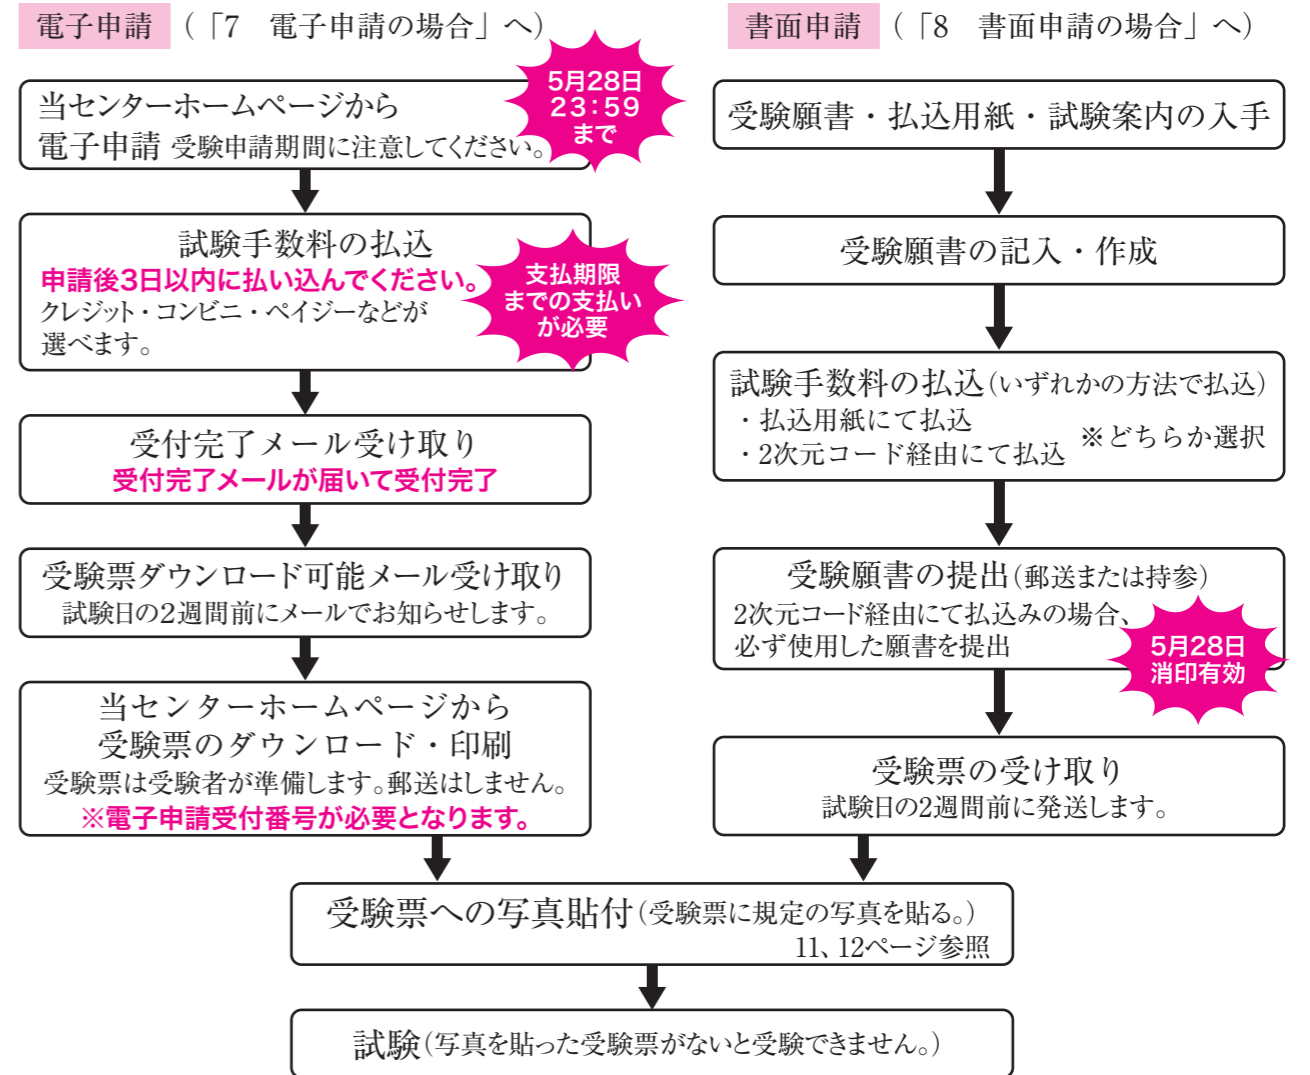 電子申請 (「7　電子申請の場合」へ)
当センターホームページから
電子申請 受験申請期間に注意してください。
5月28日
23：59
まで
試験手数料の払込
申請後3日以内に払い込んでください。
クレジット・コンビニ・ペイジーなどが
選べます。
支払期限
までの支払い
が必要
受付完了メール受け取り
受付完了メールが届いて受付完了
受験票ダウンロード可能メール受け取り
試験日の2週間前にメールでお知らせします。
当センターホームページから
受験票のダウンロード・印刷
受験票は受験者が準備します。郵送はしません。
※電子申請受付番号が必要となります。
書面申請 (「8　書面申請の場合」へ)
受験願書・払込用紙・試験案内の入手
受験願書の記入・作成
試験手数料の払込(いずれかの方法で払込)
・払込用紙にて払込
・2次元コード経由にて払込
※どちらか選択
受験願書の提出(郵送または持参)
2次元コード経由にて払込みの場合、
必ず使用した願書を提出
5月28日
消印有効
受験票の受け取り
試験日の2週間前に発送します。
受験票への写真貼付(受験票に規定の写真を貼る。)
11、12ページ参照
試験(写真を貼った受験票がないと受験できません。)